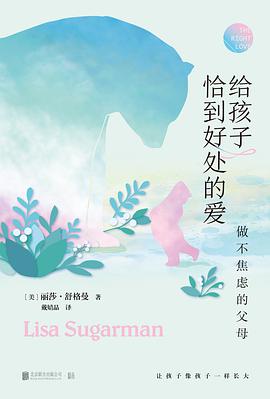 THE
RIGHT
LOVE
给孩子
恰到好处的爱
做不焦虑的父母
[美] 丽莎·舒格曼 著
戴婧晶 译
Lisa Sugarman
北京联合出版公司
让孩子像孩子一样长大